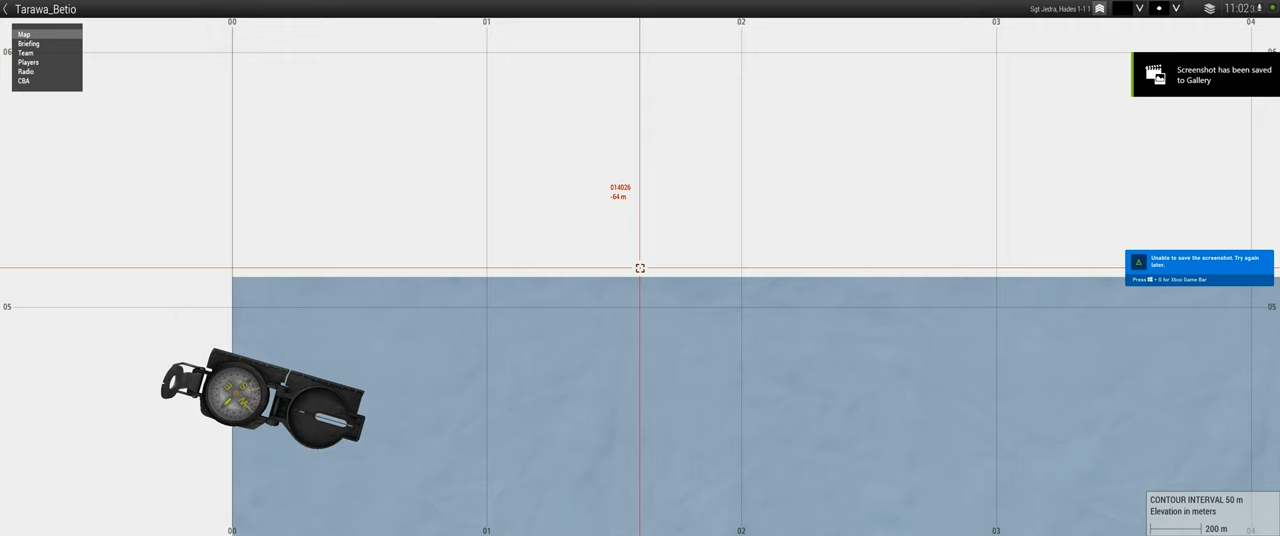 Tarawa_Betio
Sgt Jedra, Hades 1-1 1
11:02
00
01
02
03
04
Map
Briefing
Team
Players
Radio
CBA
06
Screenshot has been saved
to Gallery
014026
-64 m
Unable to save the screenshot. Try again
later.
Press + G for Xbox Game Bar
05
05
CONTOUR INTERVAL 50 m
Elevation in meters
200 m
00
01
02
03
04